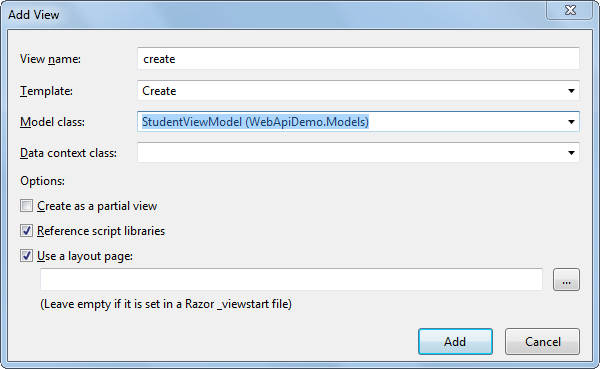 Add View
View name: create
Template: Create
Model class: StudentViewModel (WebApiDemo.Models)
Data context class:
Options:
Create as a partial view
Reference script libraries
Use a layout page:
...
(Leave empty if it is set in a Razor _viewstart file)
Add Cancel